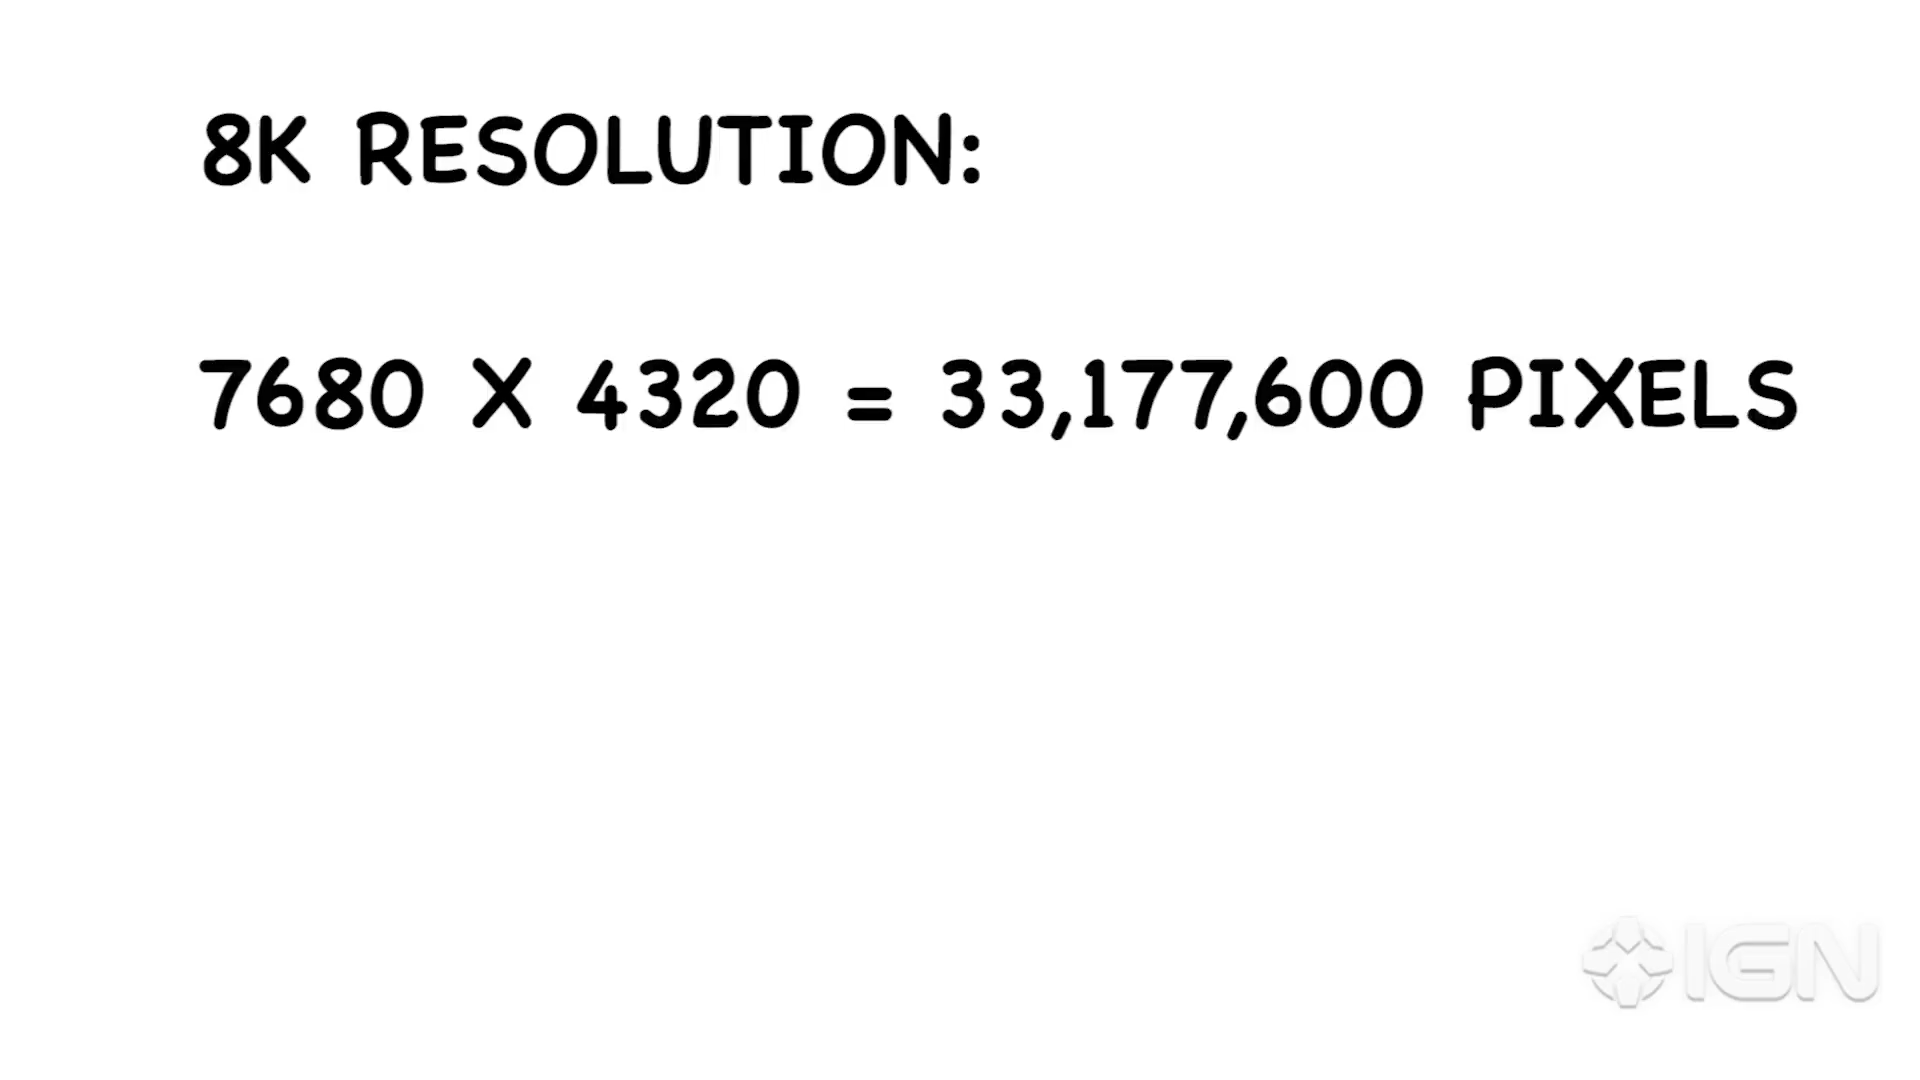 8K RESOLUTION:
7680 X 4320 = 33,177,600 PIXELS
IGN